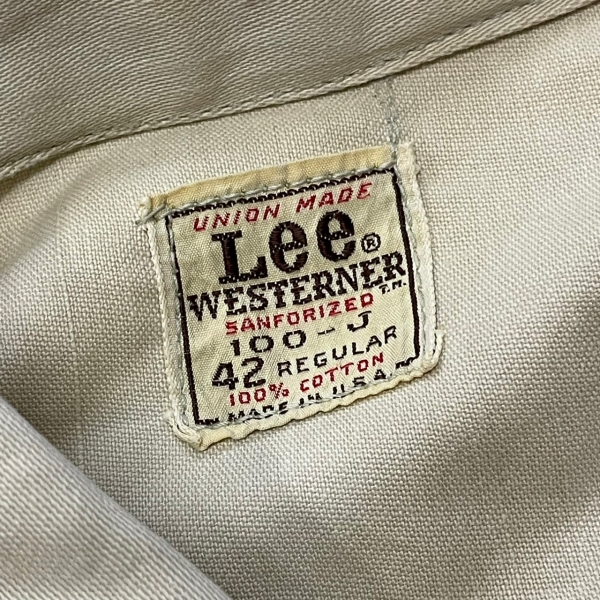 UNION MADE
Lee®
WESTERNER T.M.
SANFORIZED
100-J
42 REGULAR
100% COTTON
MADE IN U.S.A.